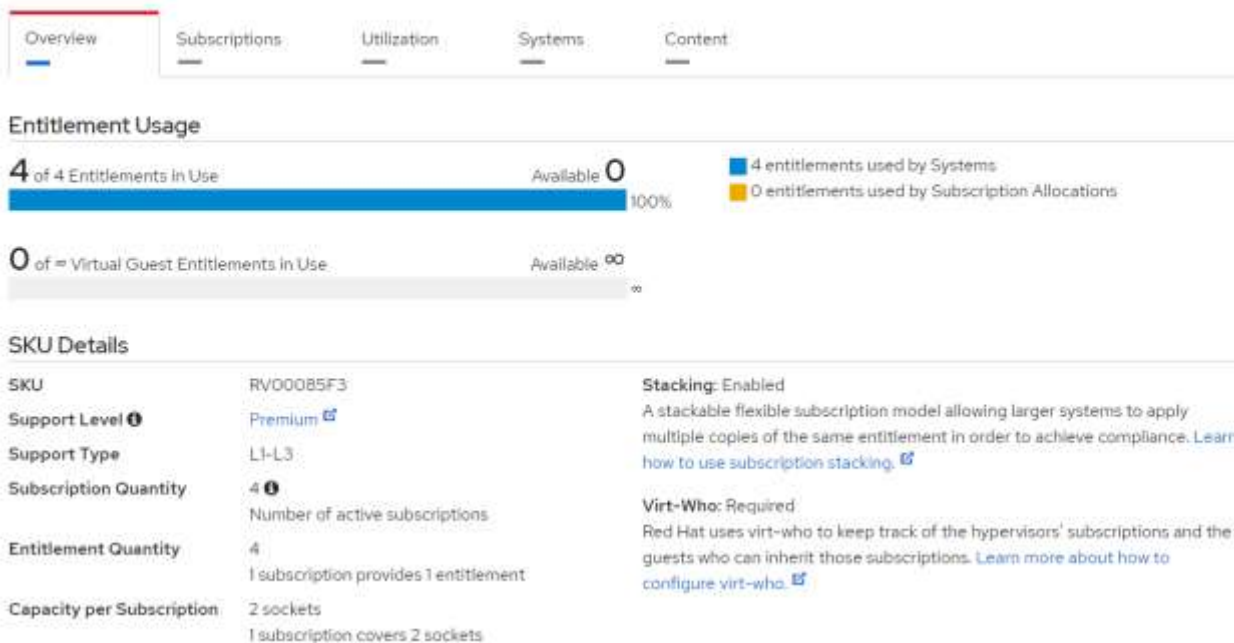 Overview
Subscriptions
Utilization
Systems
Content
Entitlement Usage
4 of 4 Entitlements in Use
Available 0
100%
4 entitlements used by Systems
0 entitlements used by Subscription Allocations
0 of ∞ Virtual Guest Entitlements in Use
Available ∞
∞
SKU Details
SKU RV00085F3
Support Level Premium
Support Type L1-L3
Subscription Quantity 4
Number of active subscriptions
Entitlement Quantity 4
1 subscription provides 1 entitlement
Capacity per Subscription 2 sockets
1 subscription covers 2 sockets
Stacking: Enabled
A stackable flexible subscription model allowing larger systems to apply
multiple copies of the same entitlement in order to achieve compliance. Learn
how to use subscription stacking.
Virt-Who: Required
Red Hat uses virt-who to keep track of the hypervisors' subscriptions and the
guests who can inherit those subscriptions. Learn more about how to
configure virt-who.